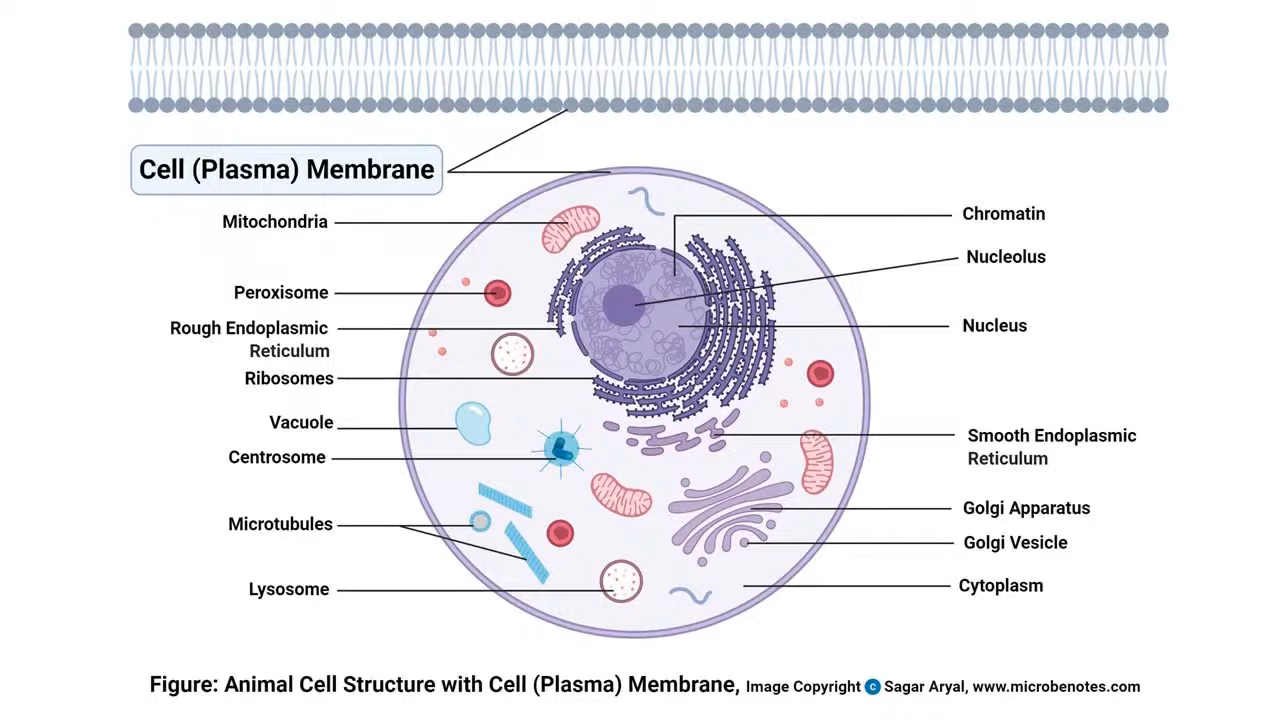 Cell (Plasma) Membrane
Mitochondria
Peroxisome
Rough Endoplasmic
Reticulum
Ribosomes
Vacuole
Centrosome
Microtubules
Lysosome
Chromatin
Nucleolus
Nucleus
Smooth Endoplasmic
Reticulum
Golgi Apparatus
Golgi Vesicle
Cytoplasm
Figure: Animal Cell Structure with Cell (Plasma) Membrane, Image Copyright © Sagar Aryal, www.microbenotes.com